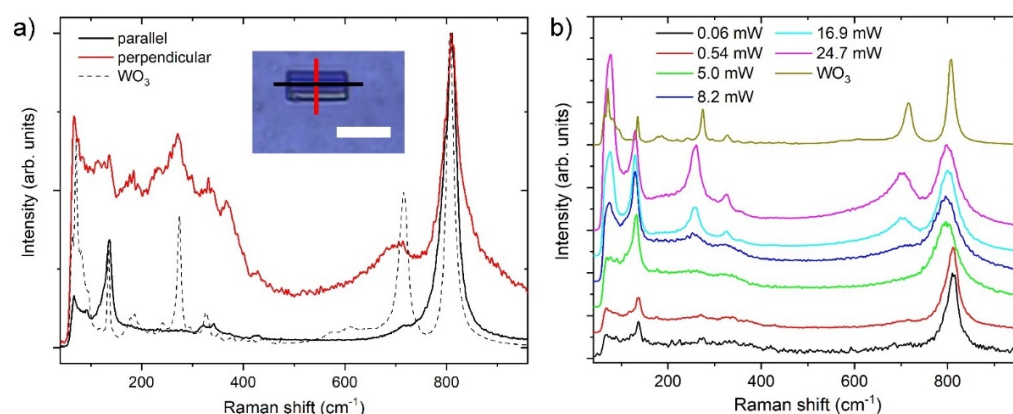 a)
Intensity (arb. units)
parallel
perpendicular
WO₃
200 400 600 800
Raman shift (cm⁻¹)
b)
Intensity (arb. units)
0.06 mW
0.54 mW
5.0 mW
8.2 mW
16.9 mW
24.7 mW
WO₃
200 400 600 800
Raman shift (cm⁻¹)